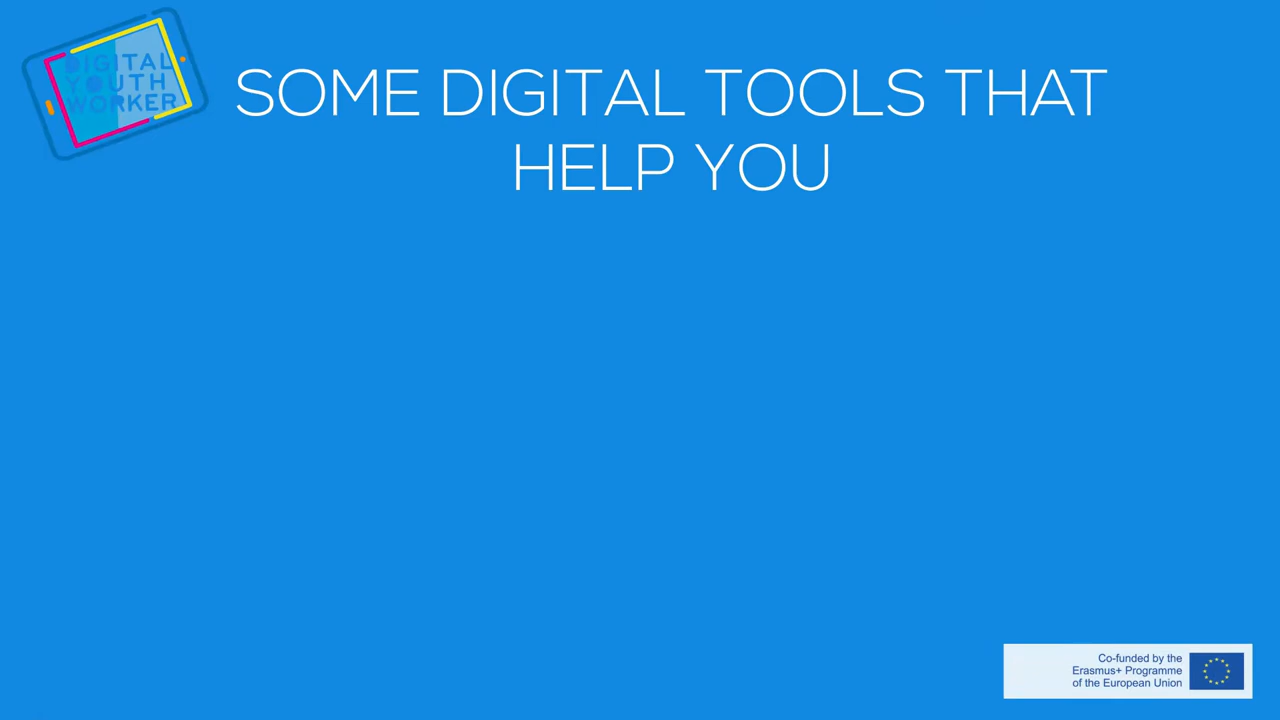 DIGITAL
YOUTH
WORKER
SOME DIGITAL TOOLS THAT
HELP YOU
Co-funded by the
Erasmus+ Programme
of the European Union